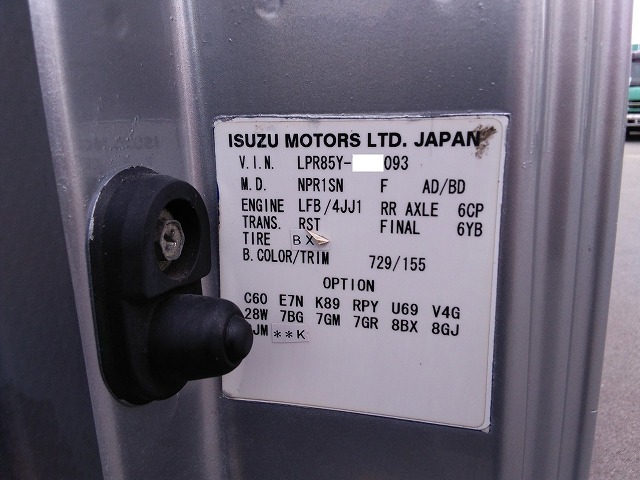 ISUZU MOTORS LTD. JAPAN
V.I.N. LPR85Y- 093
M.D. NPR1SN F AD/BD
ENGINE LFB/4JJ1 RR AXLE 6CP
TRANS. RST FINAL 6YB
TIRE BX
B.COLOR/TRIM 729/155
OPTION
C60 E7N K89 RPY U69 V4G
28W 7BG 7GM 7GR 8BX 8GJ
JM **K